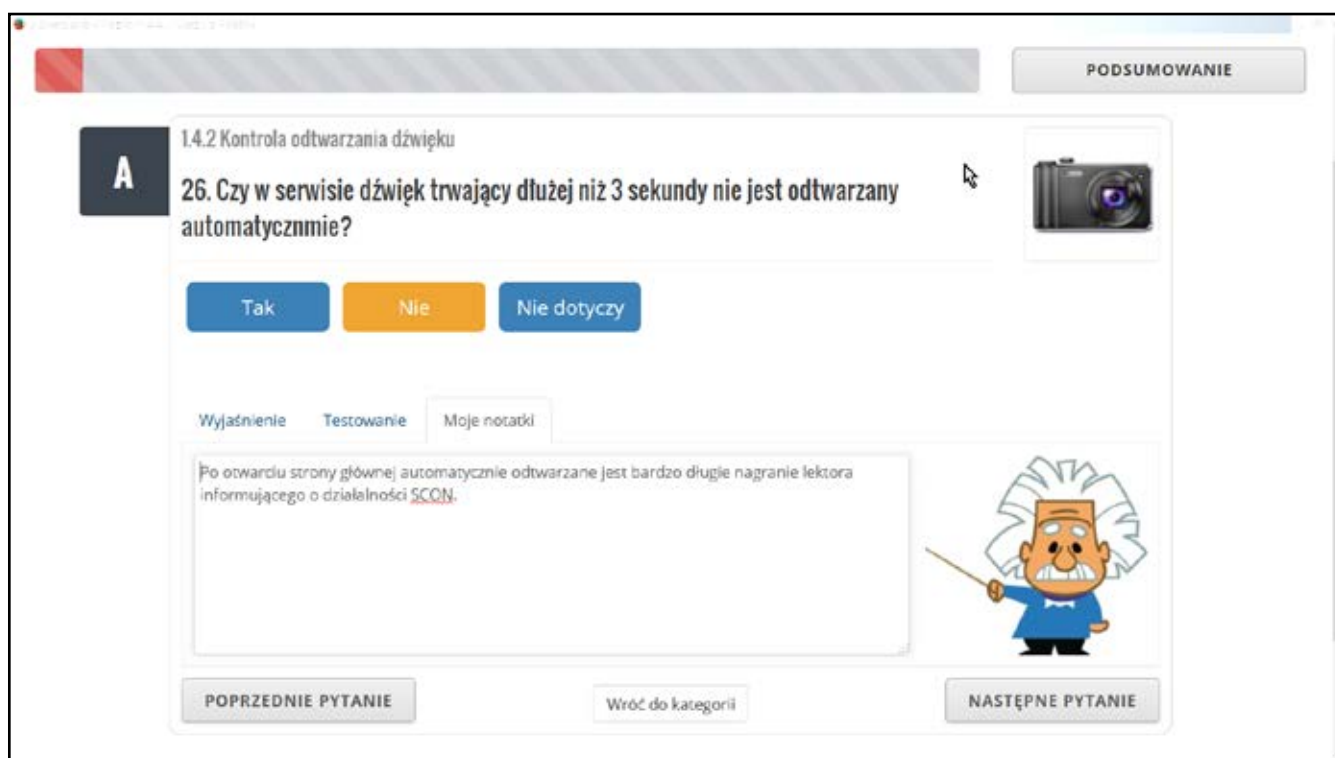 PODSUMOWANIE
A
1.4.2 Kontrola odtwarzania dźwięku
26. Czy w serwisie dźwięk trwający dłużej niż 3 sekundy nie jest odtwarzany
automatycznmie?
Tak
Nie
Nie dotyczy
Wyjaśnienie
Testowanie
Moje notatki
Po otwarciu strony głównej automatycznie odtwarzane jest bardzo długie nagranie lektora
informującego o działalności SCON.
POPRZEDNIE PYTANIE
Wróć do kategorii
NASTĘPNE PYTANIE